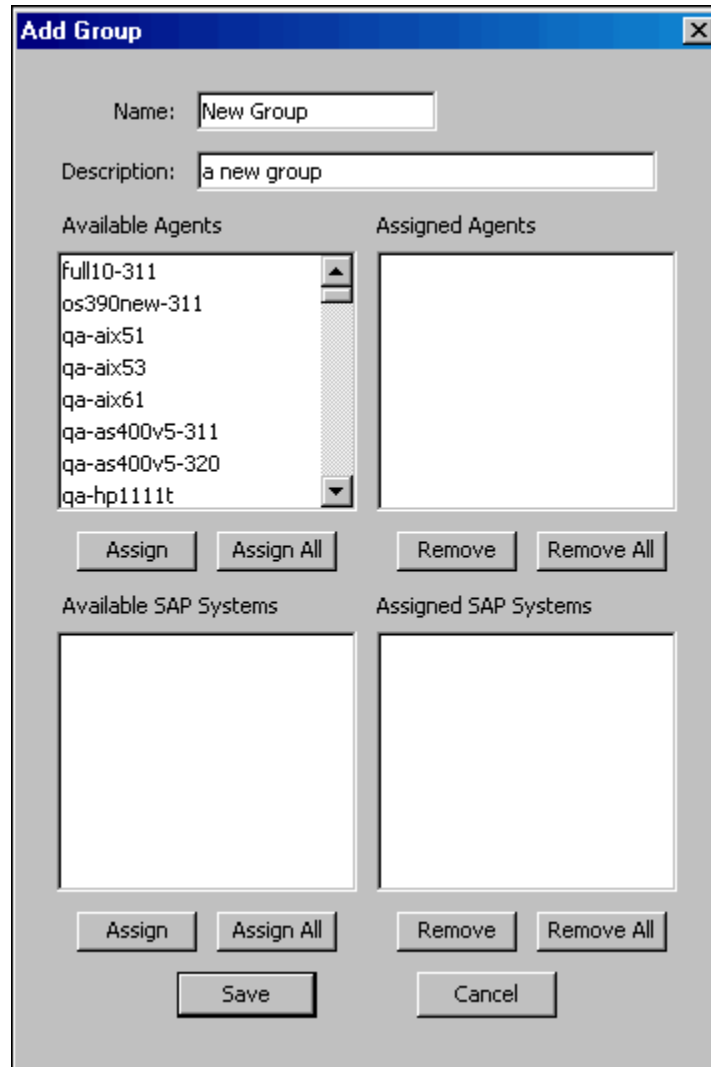 Add Group
Name: New Group
Description: a new group
Available Agents Assigned Agents
full10-311
os390new-311
qa-aix51
qa-aix53
qa-aix61
qa-as400v5-311
qa-as400v5-320
qa-hp1111t
Assign Assign All Remove Remove All
Available SAP Systems Assigned SAP Systems
Assign Assign All Remove Remove All
Save Cancel